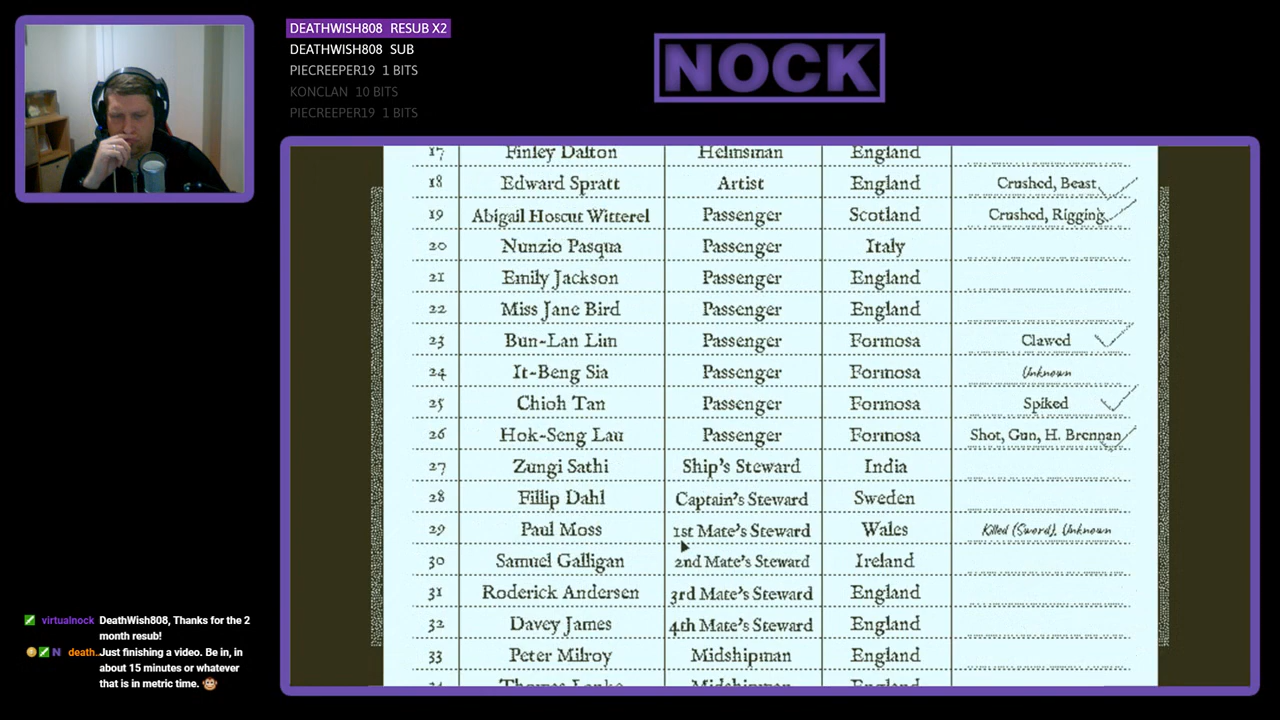 DEATHWISH808 RESUB X2
DEATHWISH808 SUB
PIECREEPER19 1 BITS
KONCLAN 10 BITS
PIECREEPER19 1 BITS
NOCK
17 Finley Dalton Helmsman England
18 Edward Spratt Artist England Crushed, Beast
19 Abigail Hoscut Witterel Passenger Scotland Crushed, Rigging
20 Nunzio Pasqua Passenger Italy
21 Emily Jackson Passenger England
22 Miss Jane Bird Passenger England
23 Bun-Lan Lim Passenger Formosa Clawed
24 It-Beng Sia Passenger Formosa Unknown
25 Chioh Tan Passenger Formosa Spiked
26 Hok-Seng Lau Passenger Formosa Shot, Gun, H. Brennan
27 Zungi Sathi Ship's Steward India
28 Fillip Dahl Captain's Steward Sweden
29 Paul Moss 1st Mate's Steward Wales Killed (Sword), Unknown
30 Samuel Galligan 2nd Mate's Steward Ireland
31 Roderick Andersen 3rd Mate's Steward England
32 Davey James 4th Mate's Steward England
33 Peter Milroy Midshipman England
Midshipman England
virtualnock DeathWish808, Thanks for the 2
month resub!
N death... Just finishing a video. Be in, in
about 15 minutes or whatever
that is in metric time.